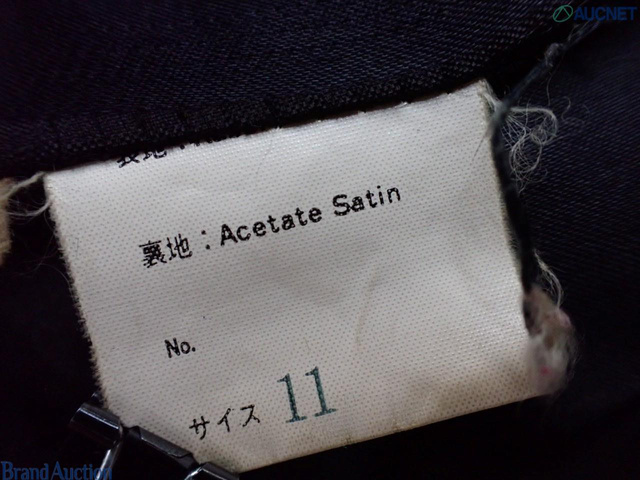 AUCNET
裏地：Acetate Satin
No.
サイズ 11
Brand Auction